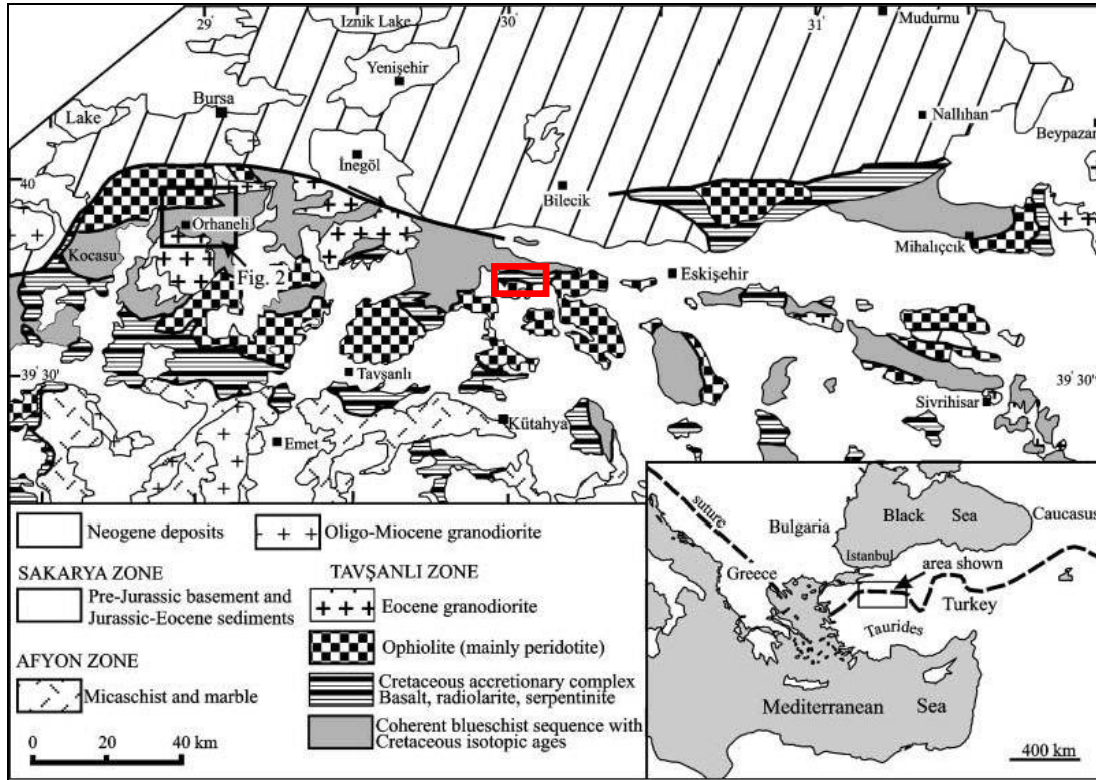 29
30
31
Iznik Lake
Mudurnu
Yenişehir
Bursa
Lake
Nallıhan
Beypazarı
İnegöl
40
Bilecik
Orhaneli
Kocasu
Mihalıççık
Fig. 2
Eskişehir
39° 30'
Tavşanlı
39° 30'
Sivrihisar
Kütahya
Emet
Neogene deposits
Oligo-Miocene granodiorite
SAKARYA ZONE
Pre-Jurassic basement and
Jurassic-Eocene sediments
AFYON ZONE
Micaschist and marble
0 20 40 km
TAVŞANLI ZONE
Eocene granodiorite
Ophiolite (mainly peridotite)
Cretaceous accretionary complex
Basalt, radiolarite, serpentinite
Coherent blueschist sequence with
Cretaceous isotopic ages
suture
Bulgaria
Black Sea
Caucasus
Istanbul
area shown
Greece
Turkey
Taurides
Mediterranean Sea
400 km